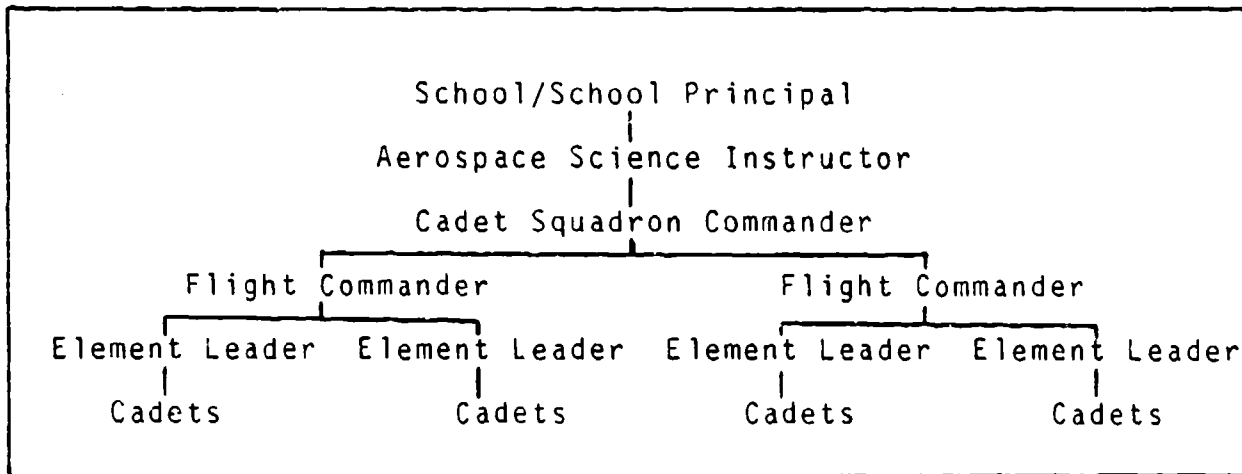 School/School Principal
Aerospace Science Instructor
Cadet Squadron Commander
Flight Commander Flight Commander
Element Leader Element Leader Element Leader Element Leader
Cadets Cadets Cadets Cadets